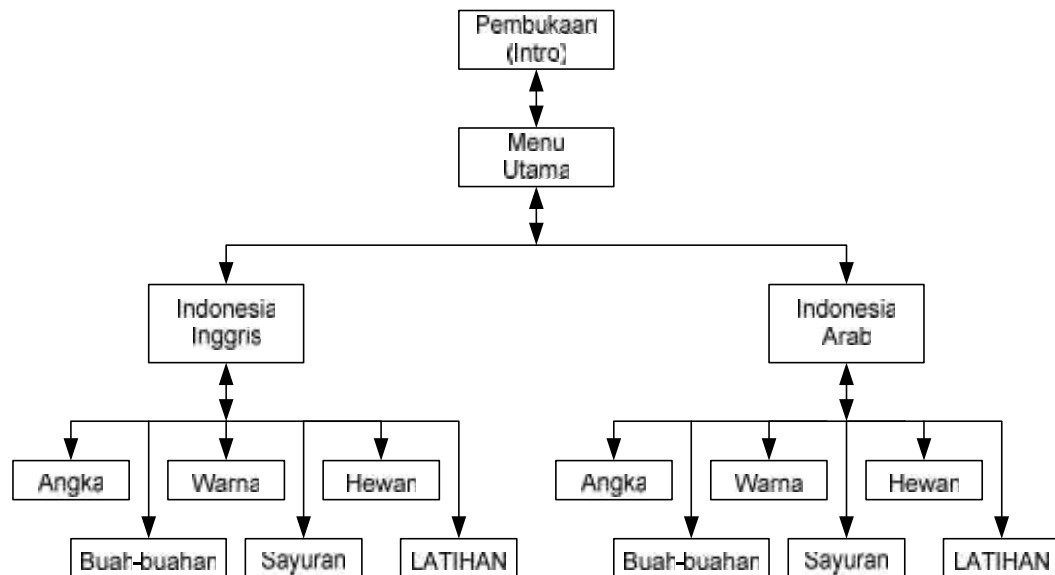 Pembukaan
(Intro)
Menu
Utama
Indonesia
Inggris
Indonesia
Arab
Angka
Warna
Hewan
Angka
Warna
Hewan
Buah-buahan
Sayuran
LATIHAN
Buah-buahan
Sayuran
LATIHAN